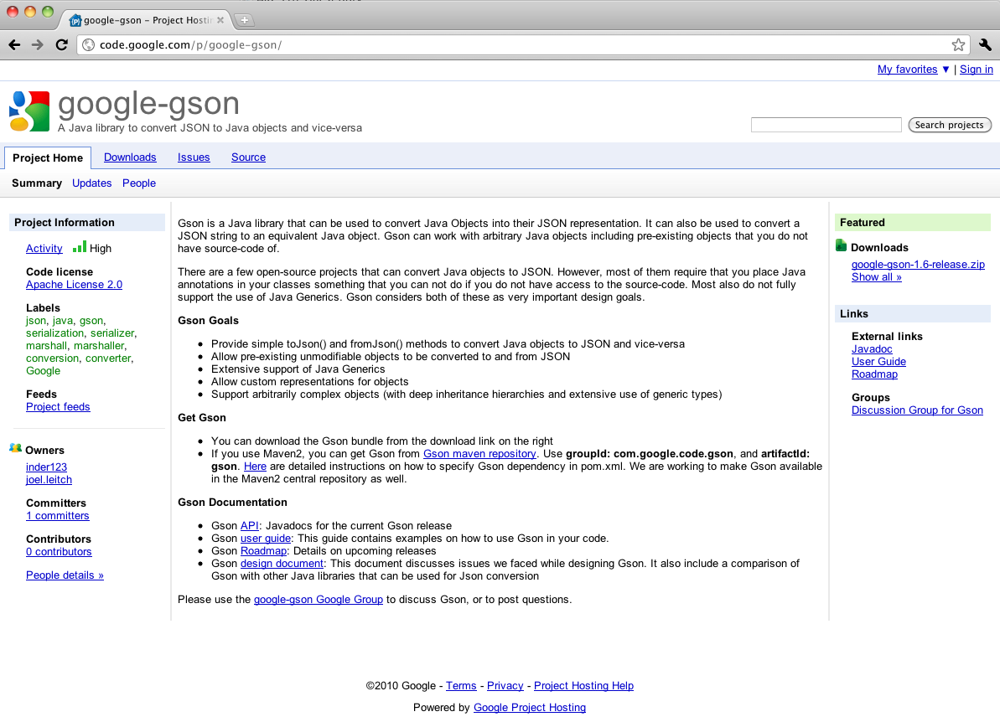 google-gson - Project Hostin
code.google.com/p/google-gson/
My favorites ▼ | Sign in
google-gson
A Java library to convert JSON to Java objects and vice-versa
Search projects
Project Home Downloads Issues Source
Summary Updates People
Project Information
Activity High
Code license
Apache License 2.0
Labels
json, java, gson,
serialization, serializer,
marshall, marshaller,
conversion, converter,
Google
Feeds
Project feeds
Owners
inder123
joel.leitch
Committers
1 committers
Contributors
0 contributors
People details »
Gson is a Java library that can be used to convert Java Objects into their JSON representation. It can also be used to convert a
JSON string to an equivalent Java object. Gson can work with arbitrary Java objects including pre-existing objects that you do not
have source-code of.
There are a few open-source projects that can convert Java objects to JSON. However, most of them require that you place Java
annotations in your classes something that you can not do if you do not have access to the source-code. Most also do not fully
support the use of Java Generics. Gson considers both of these as very important design goals.
Gson Goals
• Provide simple toJson() and fromJson() methods to convert Java objects to JSON and vice-versa
• Allow pre-existing unmodifiable objects to be converted to and from JSON
• Extensive support of Java Generics
• Allow custom representations for objects
• Support arbitrarily complex objects (with deep inheritance hierarchies and extensive use of generic types)
Get Gson
• You can download the Gson bundle from the download link on the right
• If you use Maven2, you can get Gson from Gson maven repository. Use groupId: com.google.code.gson, and artifactId:
gson. Here are detailed instructions on how to specify Gson dependency in pom.xml. We are working to make Gson available
in the Maven2 central repository as well.
Gson Documentation
• Gson API: Javadocs for the current Gson release
• Gson user guide: This guide contains examples on how to use Gson in your code.
• Gson Roadmap: Details on upcoming releases
• Gson design document: This document discusses issues we faced while designing Gson. It also include a comparison of
Gson with other Java libraries that can be used for Json conversion
Please use the google-gson Google Group to discuss Gson, or to post questions.
Featured
Downloads
google-gson-1.6-release.zip
Show all »
Links
External links
Javadoc
User Guide
Roadmap
Groups
Discussion Group for Gson
©2010 Google - Terms - Privacy - Project Hosting Help
Powered by Google Project Hosting